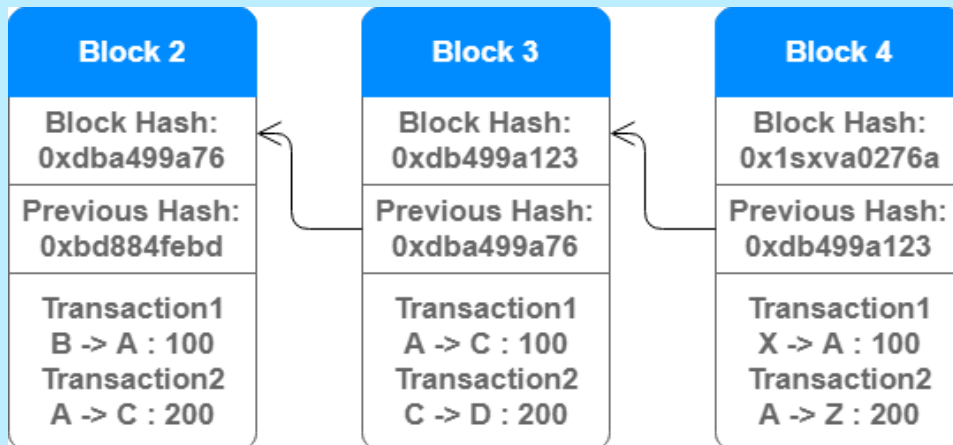 Block 2
Block Hash:
0xdba499a76
Previous Hash:
0xbd884febd
Transaction1
B -> A : 100
Transaction2
A -> C : 200
Block 3
Block Hash:
0xdb499a123
Previous Hash:
0xdba499a76
Transaction1
A -> C : 100
Transaction2
C -> D : 200
Block 4
Block Hash:
0x1sxva0276a
Previous Hash:
0xdb499a123
Transaction1
X -> A : 100
Transaction2
A -> Z : 200